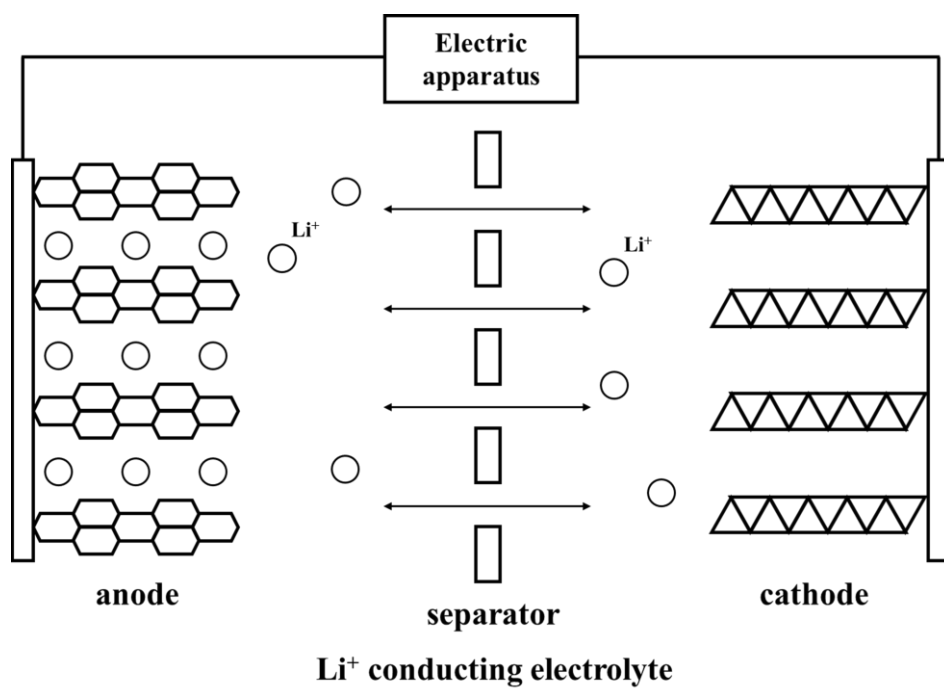 Electric
apparatus
Li⁺
Li⁺
anode
cathode
separator
Li⁺ conducting electrolyte